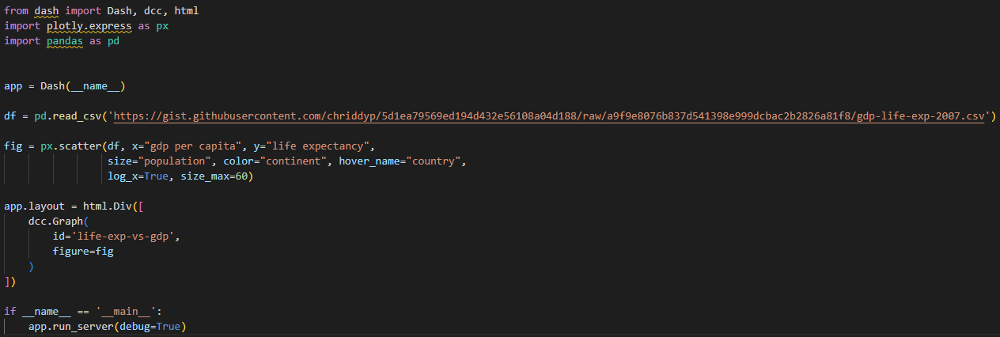 from dash import Dash, dcc, html
import plotly.express as px
import pandas as pd
app = Dash(__name__)
df = pd.read_csv('https://gist.githubusercontent.com/chriddyp/5d1ea79569ed194d432e56108a04d188/raw/a9f9e8076b837d541398e999dcbac2b2826a81f8/gdp-life-exp-2007.csv')
fig = px.scatter(df, x="gdp per capita", y="life expectancy",
                 size="population", color="continent", hover_name="country",
                 log_x=True, size_max=60)
app.layout = html.Div([
    dcc.Graph(
        id='life-exp-vs-gdp',
        figure=fig
    )
])
if __name__ == '__main__':
    app.run_server(debug=True)